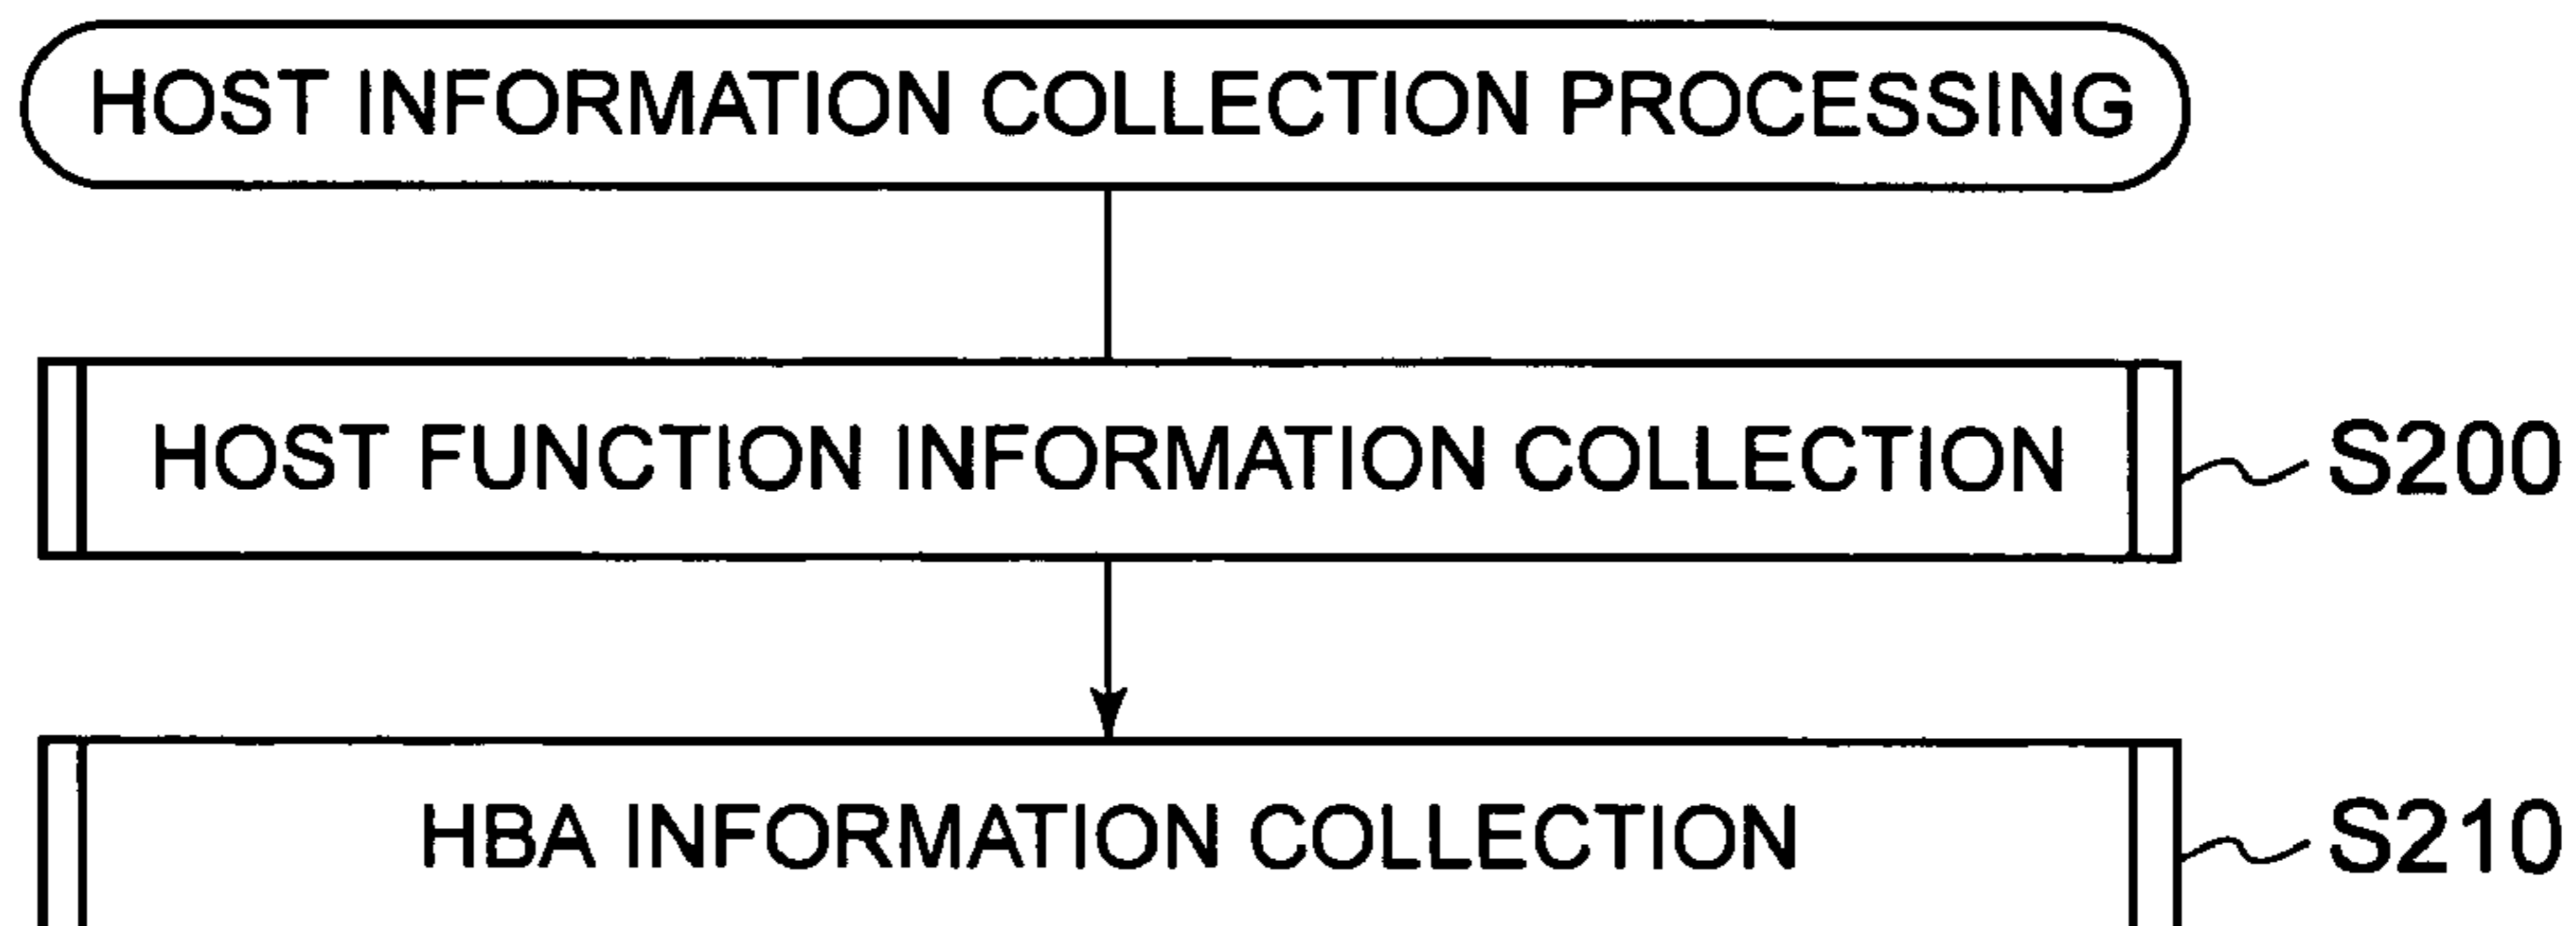 HOST INFORMATION COLLECTION PROCESSING
HOST FUNCTION INFORMATION COLLECTION
S200
HBA INFORMATION COLLECTION
S210